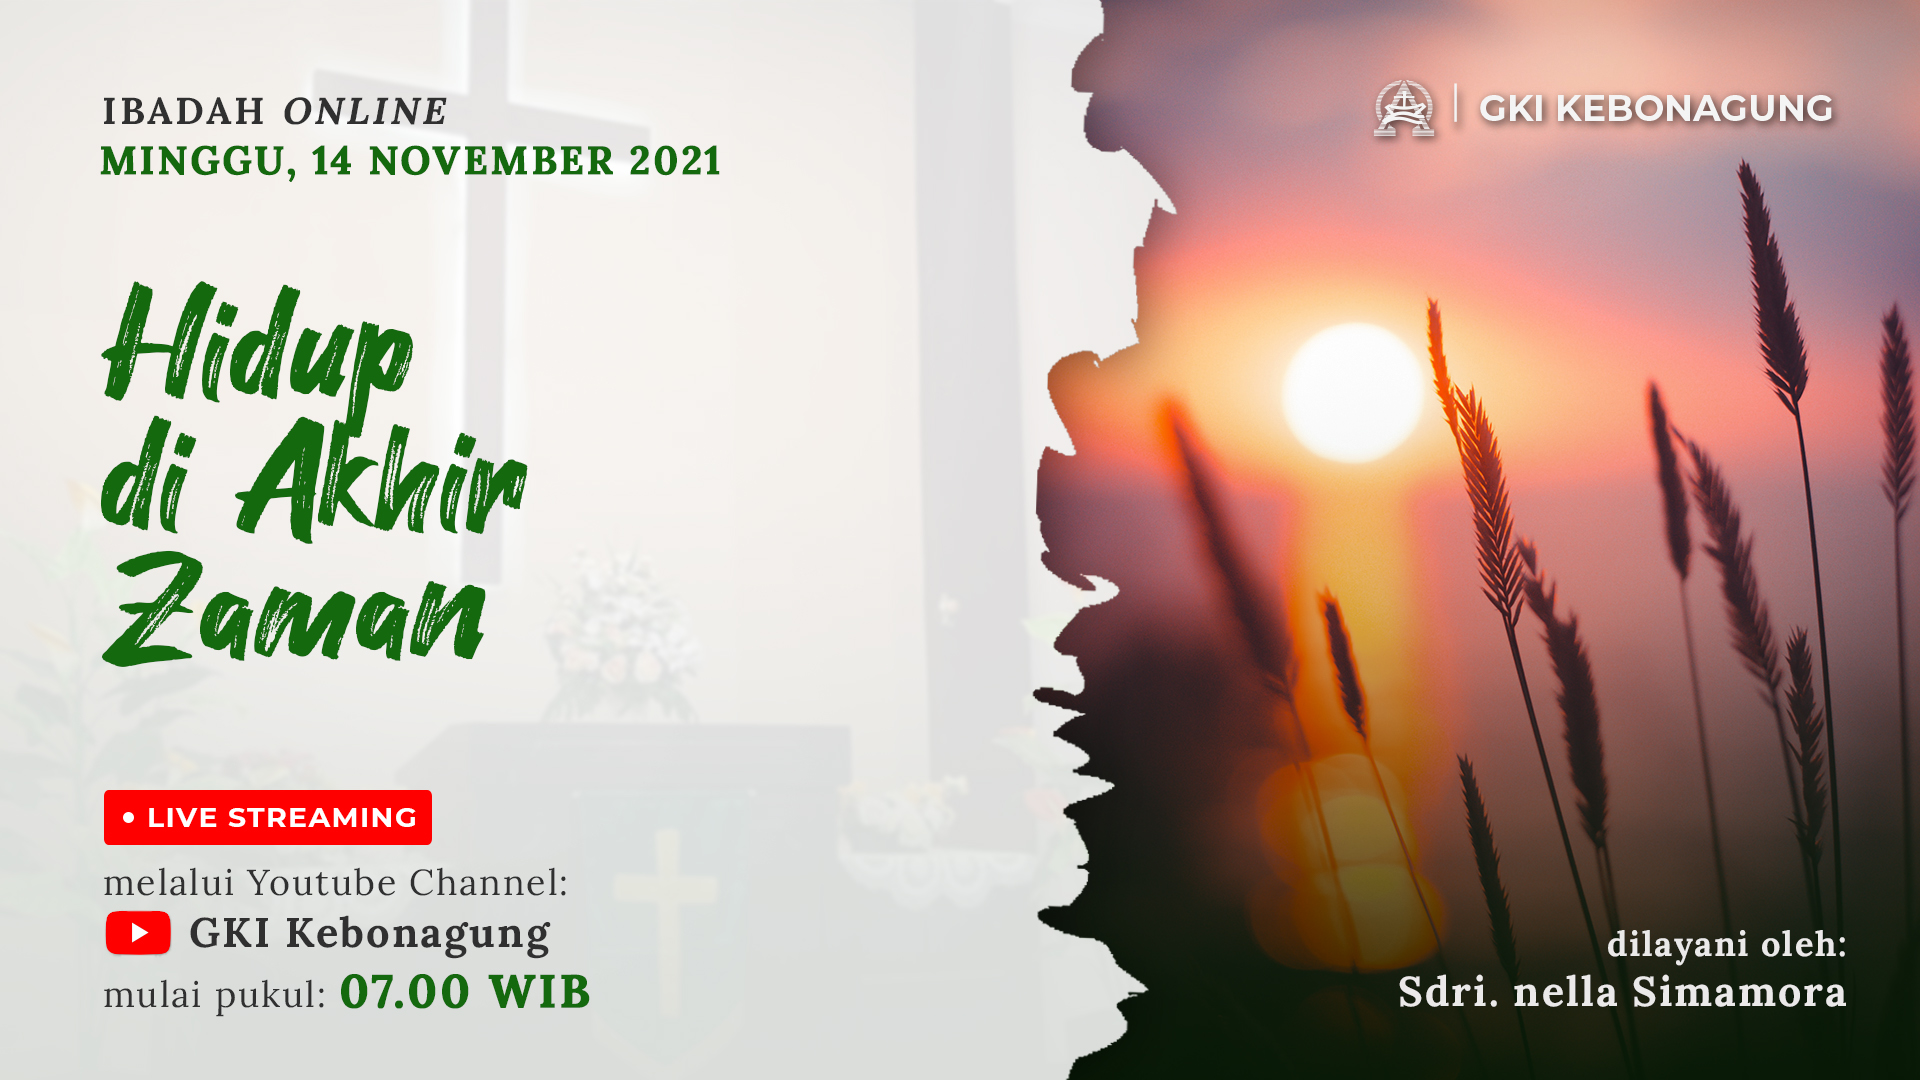 IBADAH ONLINE
MINGGU, 14 NOVEMBER 2021
GKI KEBONAGUNG
Hidup
di Akhir
Zaman
• LIVE STREAMING
melalui Youtube Channel:
GKI Kebonagung
mulai pukul: 07.00 WIB
dilayani oleh:
Sdri. nella Simamora